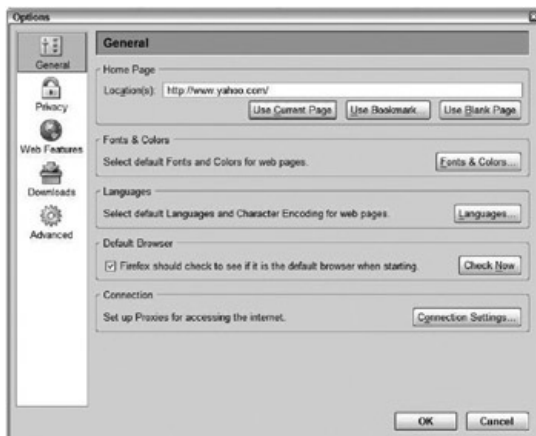 Options
General
General
Privacy
Web Features
Downloads
Advanced
Home Page
Location(s): http://www.yahoo.com/
Use Current Page Use Bookmark... Use Blank Page
Fonts & Colors
Select default Fonts and Colors for web pages. Fonts & Colors...
Languages
Select default Languages and Character Encoding for web pages. Languages...
Default Browser
Firefox should check to see if it is the default browser when starting. Check Now
Connection
Set up Proxies for accessing the internet. Connection Settings...
OK Cancel